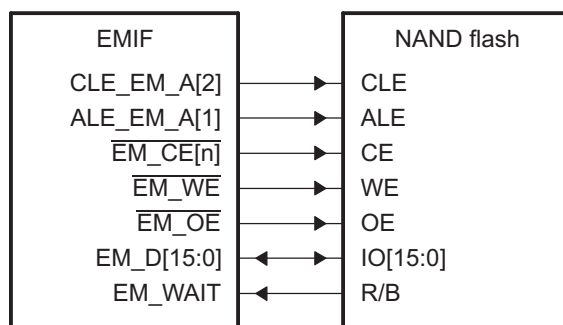 EMIF NAND flash
CLE_EM_A[2] CLE
ALE_EM_A[1] ALE
EM_CE[n] CE
EM_WE WE
EM_OE OE
EM_D[15:0] IO[15:0]
EM_WAIT R/B